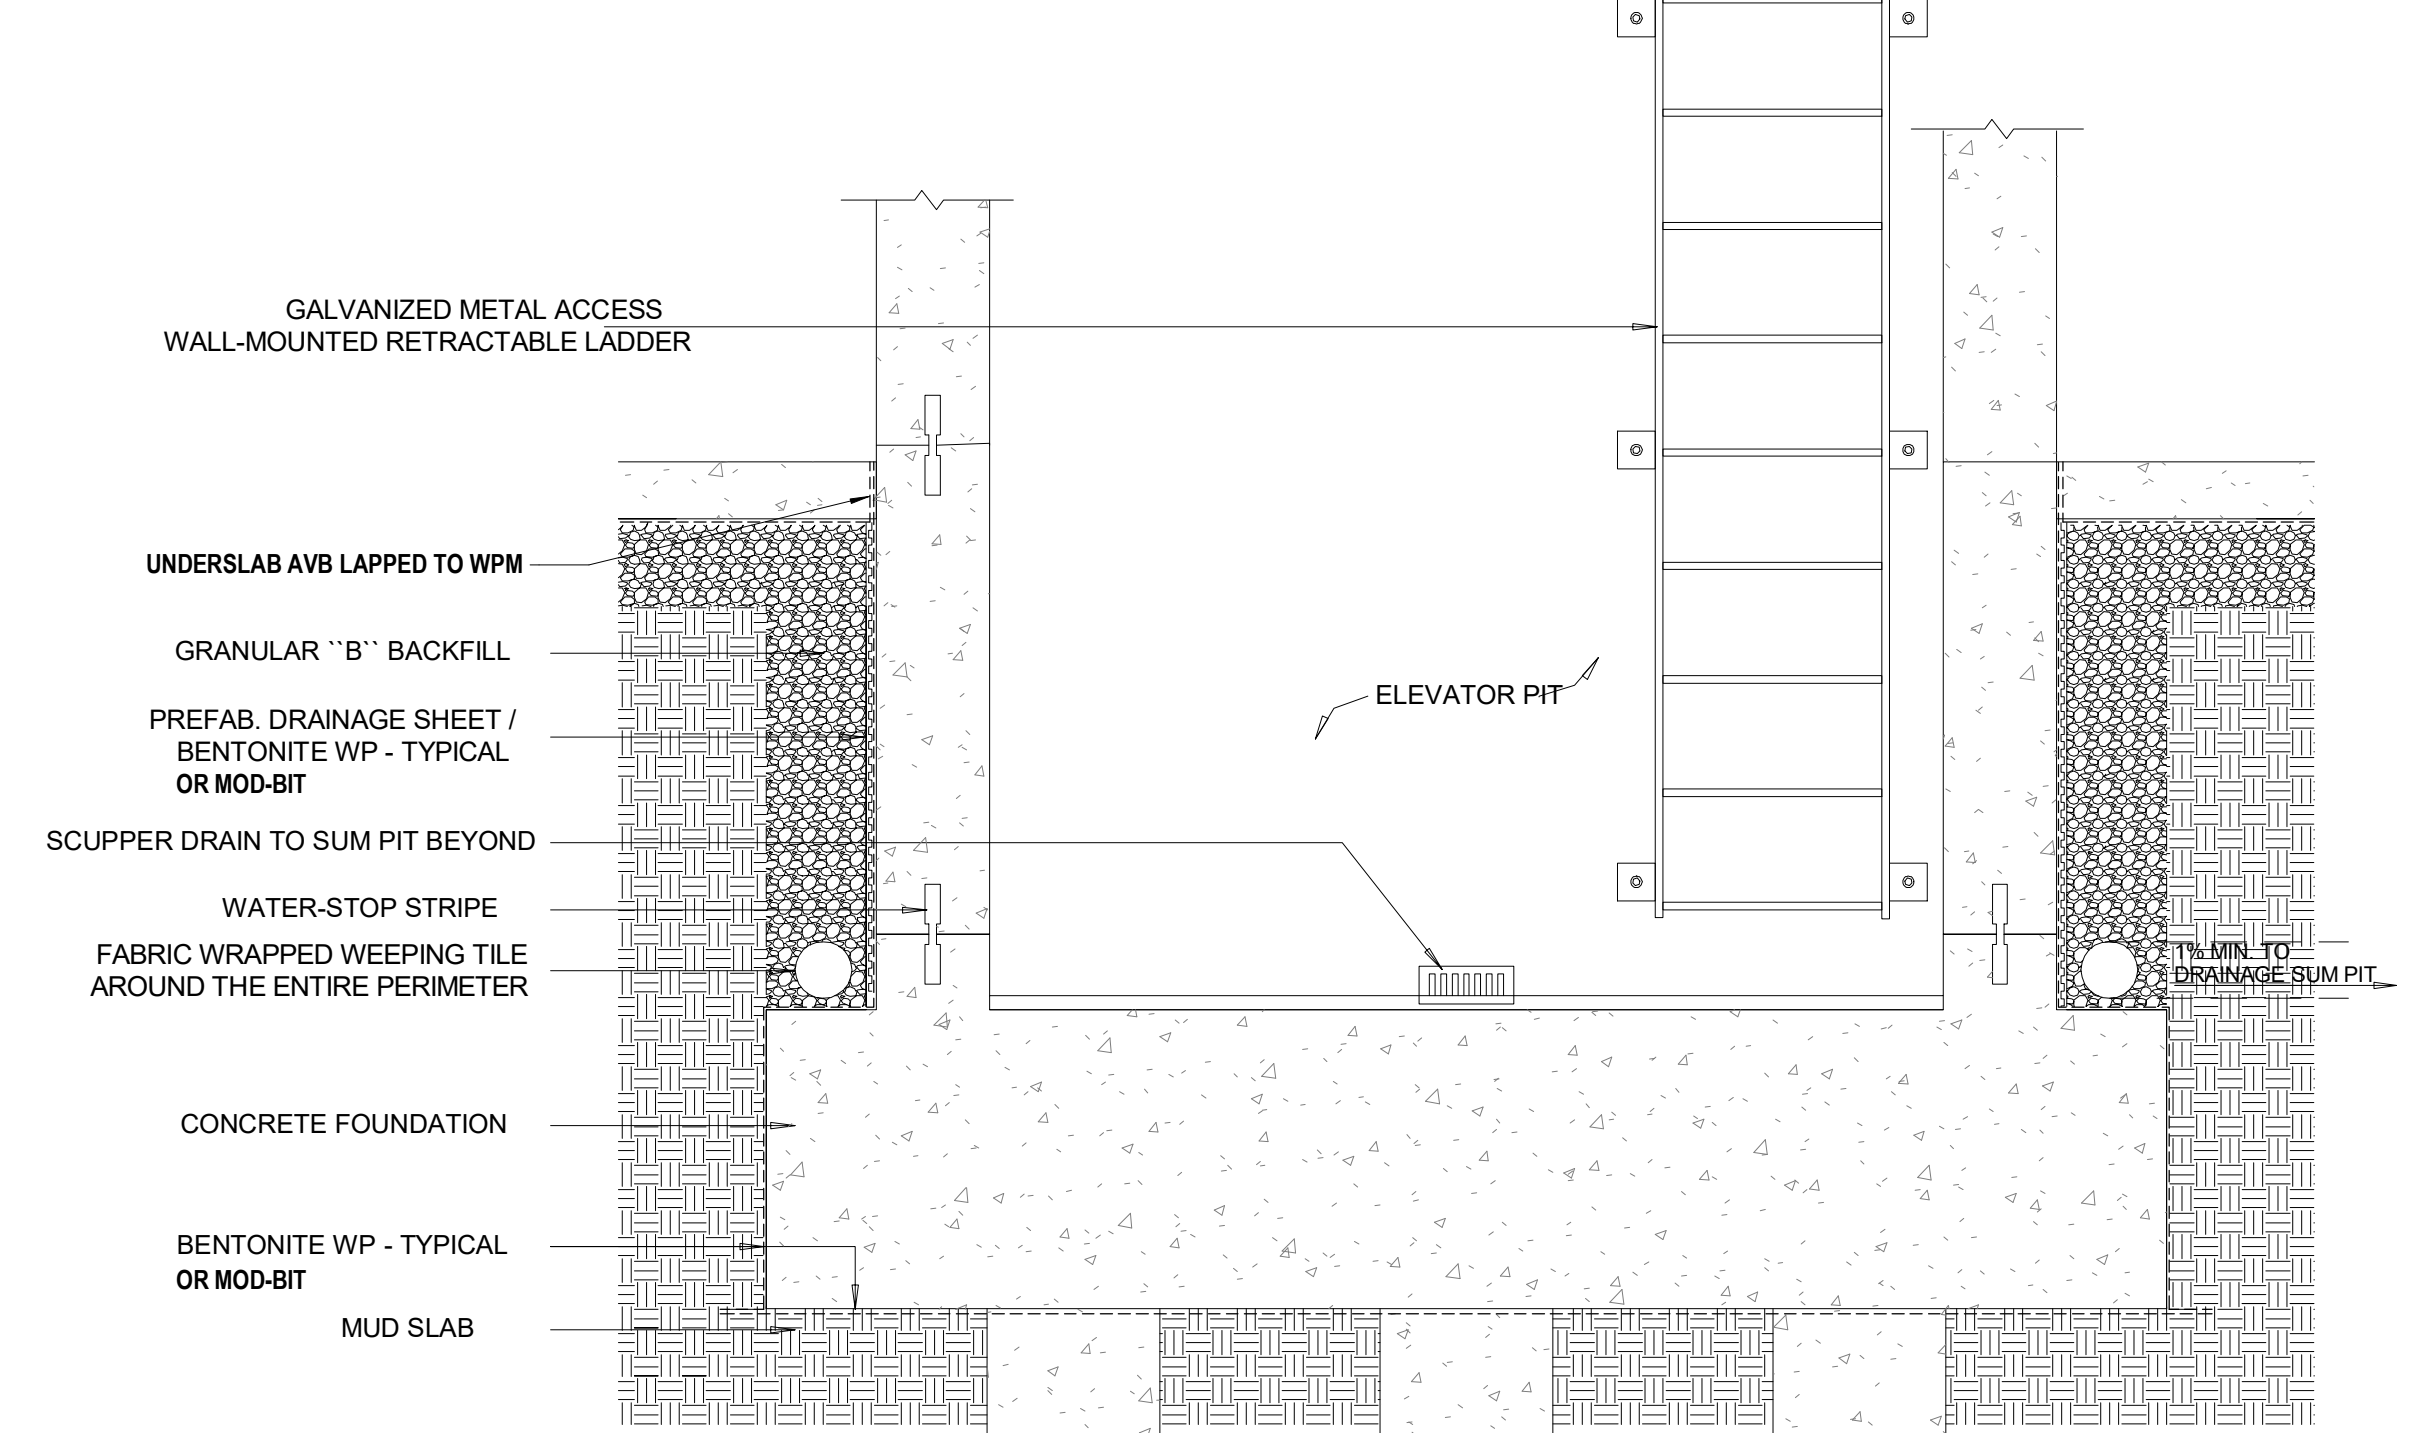 GALVANIZED METAL ACCESS
WALL-MOUNTED RETRACTABLE LADDER
UNDERSLAB AVB LAPPED TO WPM
GRANULAR ``B`` BACKFILL
PREFAB. DRAINAGE SHEET /
BENTONITE WP - TYPICAL
OR MOD-BIT
ELEVATOR PIT
SCUPPER DRAIN TO SUM PIT BEYOND
WATER-STOP STRIPE
FABRIC WRAPPED WEEPING TILE
AROUND THE ENTIRE PERIMETER
1% MIN. TO
DRAINAGE SUM PIT
CONCRETE FOUNDATION
BENTONITE WP - TYPICAL
OR MOD-BIT
MUD SLAB